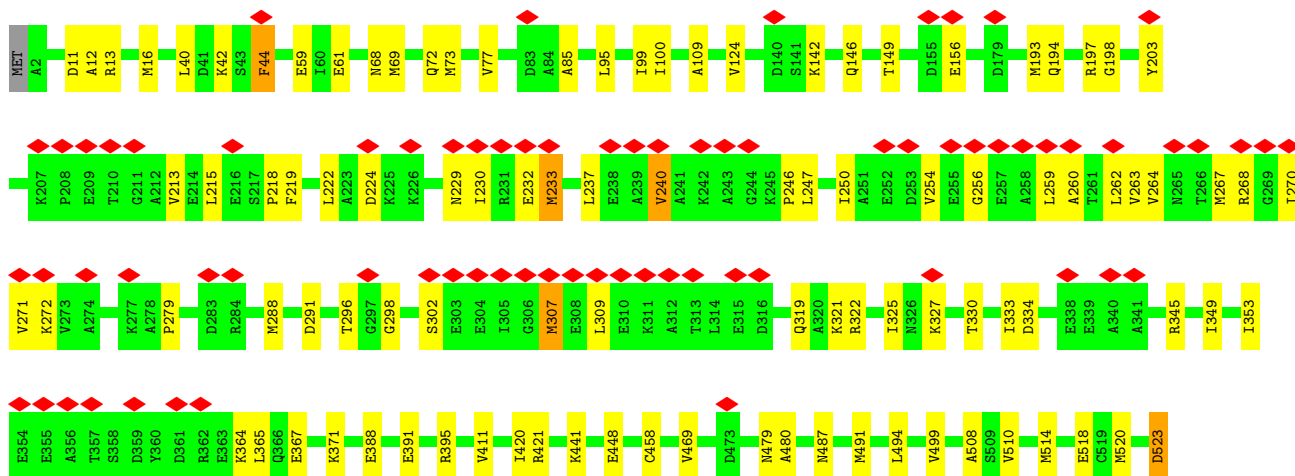 MET A2 D11 A12 R13 M16 L40 D41 K42 S43 F44 E59 I60 E61 N68 M69 Q72 M73 V77 D83 A84 A85 L95 I99 I100 A109 V124 D140 S141 K142 Q146 T149 D155 E156 D179 M193 Q194 R197 G198 Y203
K207 P208 E209 T210 G211 A212 V213 E214 L215 E216 S217 P218 F219 L222 A223 D224 K225 K226 N229 I230 R231 E232 M233 L237 E238 A239 V240 A241 K242 A243 G244 K245 P246 L247 I250 A251 E252 D253 V254 E255 G256 E257 A258 L259 A260 T261 L262 V263 V264 N265 T266 M267 R268 G269 I270
V271 K272 V273 A274 K277 A278 P279 D283 R284 M288 D291 T296 G297 G298 S302 E303 E304 I305 G306 M307 E308 L309 E310 K311 A312 T313 L314 E315 D316 Q319 A320 K321 R322 I325 N326 K327 T330 I333 D334 E338 E339 A340 A341 R345 I349 I353
E354 E355 A356 T357 S358 D359 Y360 D361 R362 E363 K364 L365 Q366 E367 K371 E388 E391 R395 V411 I420 R421 K441 E448 C458 V469 D473 N479 A480 N487 M491 L494 V499 A508 S509 V510 M514 E518 C519 M520 D523